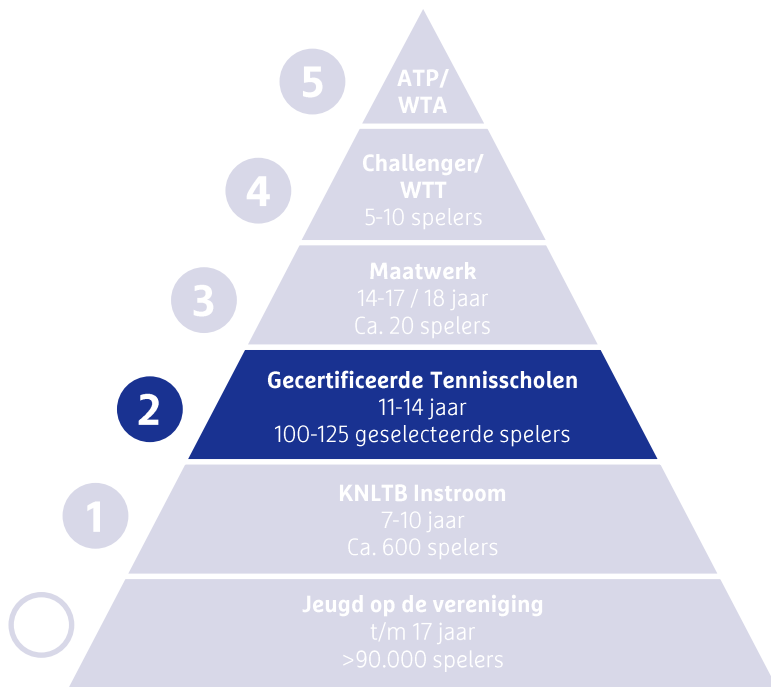 5
ATP/
WTA
4
Challenger/
WTT
5-10 spelers
3
Maatwerk
14-17 / 18 jaar
Ca. 20 spelers
2
Gecertificeerde Tennisscholen
11-14 jaar
100-125 geselecteerde spelers
1
KNLTB Instroom
7-10 jaar
Ca. 600 spelers
Jeugd op de vereniging
t/m 17 jaar
>90.000 spelers